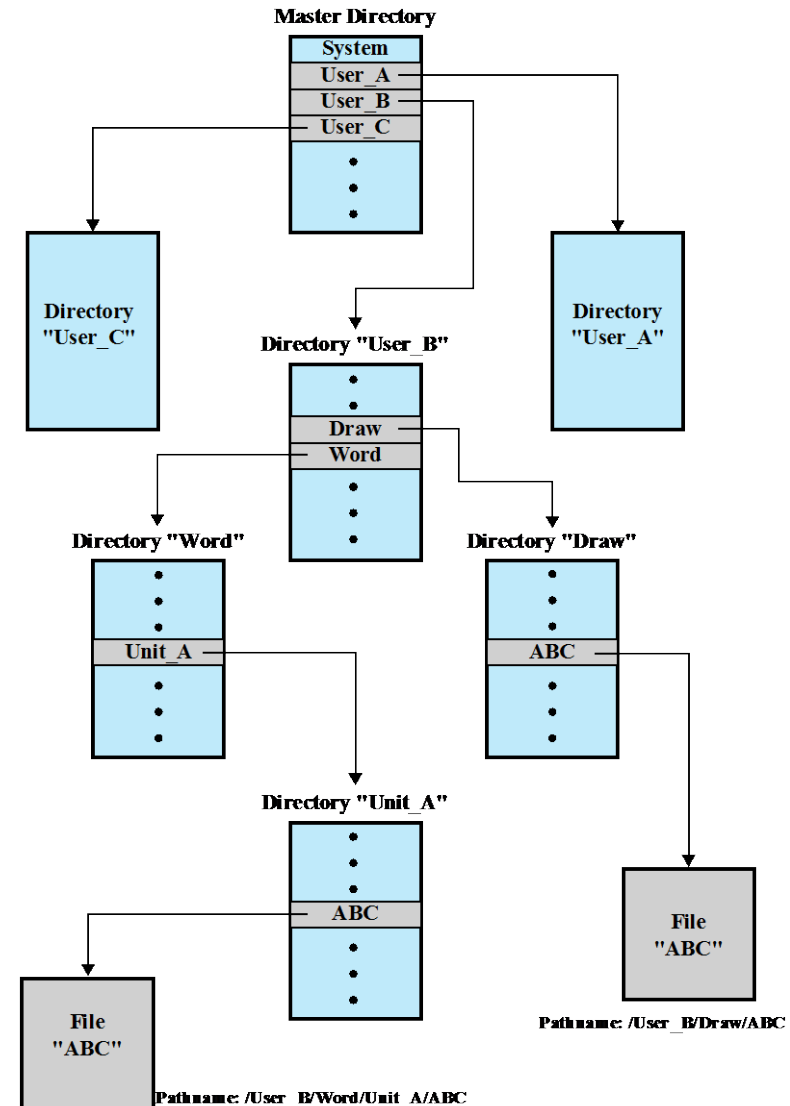 Master Directory
System
User_A
User_B
User_C
Directory
"User_C"
Directory
"User_A"
Directory "User_B"
Draw
Word
Directory "Word"
Directory "Draw"
Unit_A
ABC
Directory "Unit_A"
ABC
File
"ABC"
Pathname: /User_B/Draw/ABC
File
"ABC"
Pathname: /User_B/Word/Unit_A/ABC